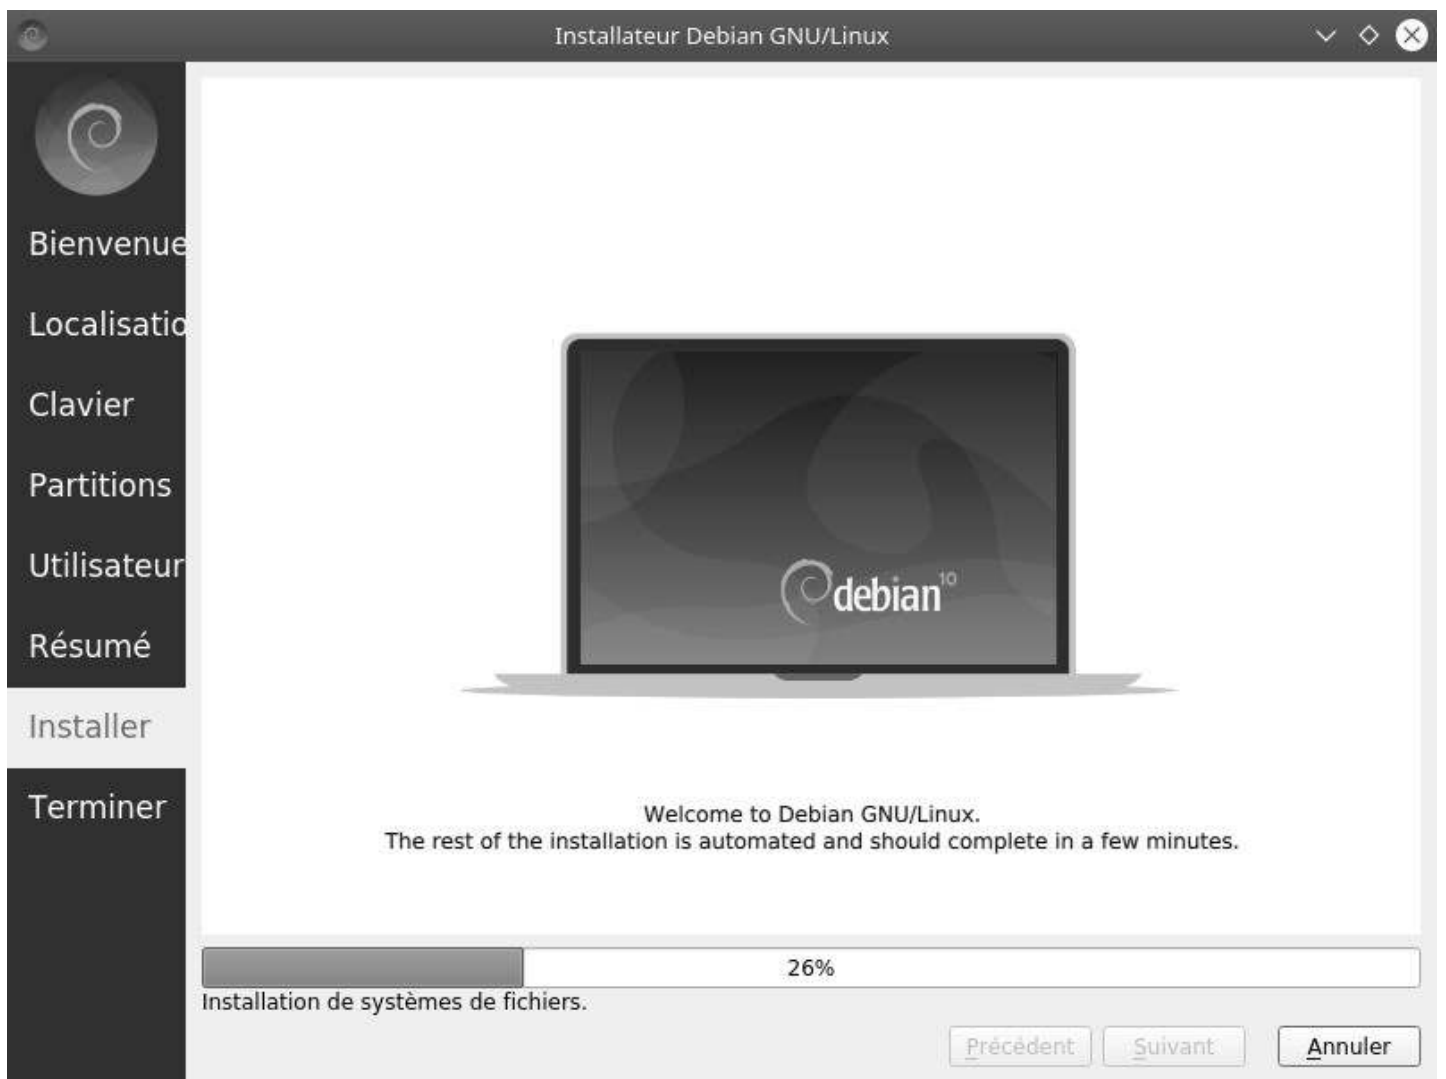 Installateur Debian GNU/Linux
Bienvenue
Localisatio
Clavier
Partitions
Utilisateur
Résumé
Installer
Terminer
debian 10
Welcome to Debian GNU/Linux.
The rest of the installation is automated and should complete in a few minutes.
26%
Installation de systèmes de fichiers.
Précédent
Suivant
Annuler